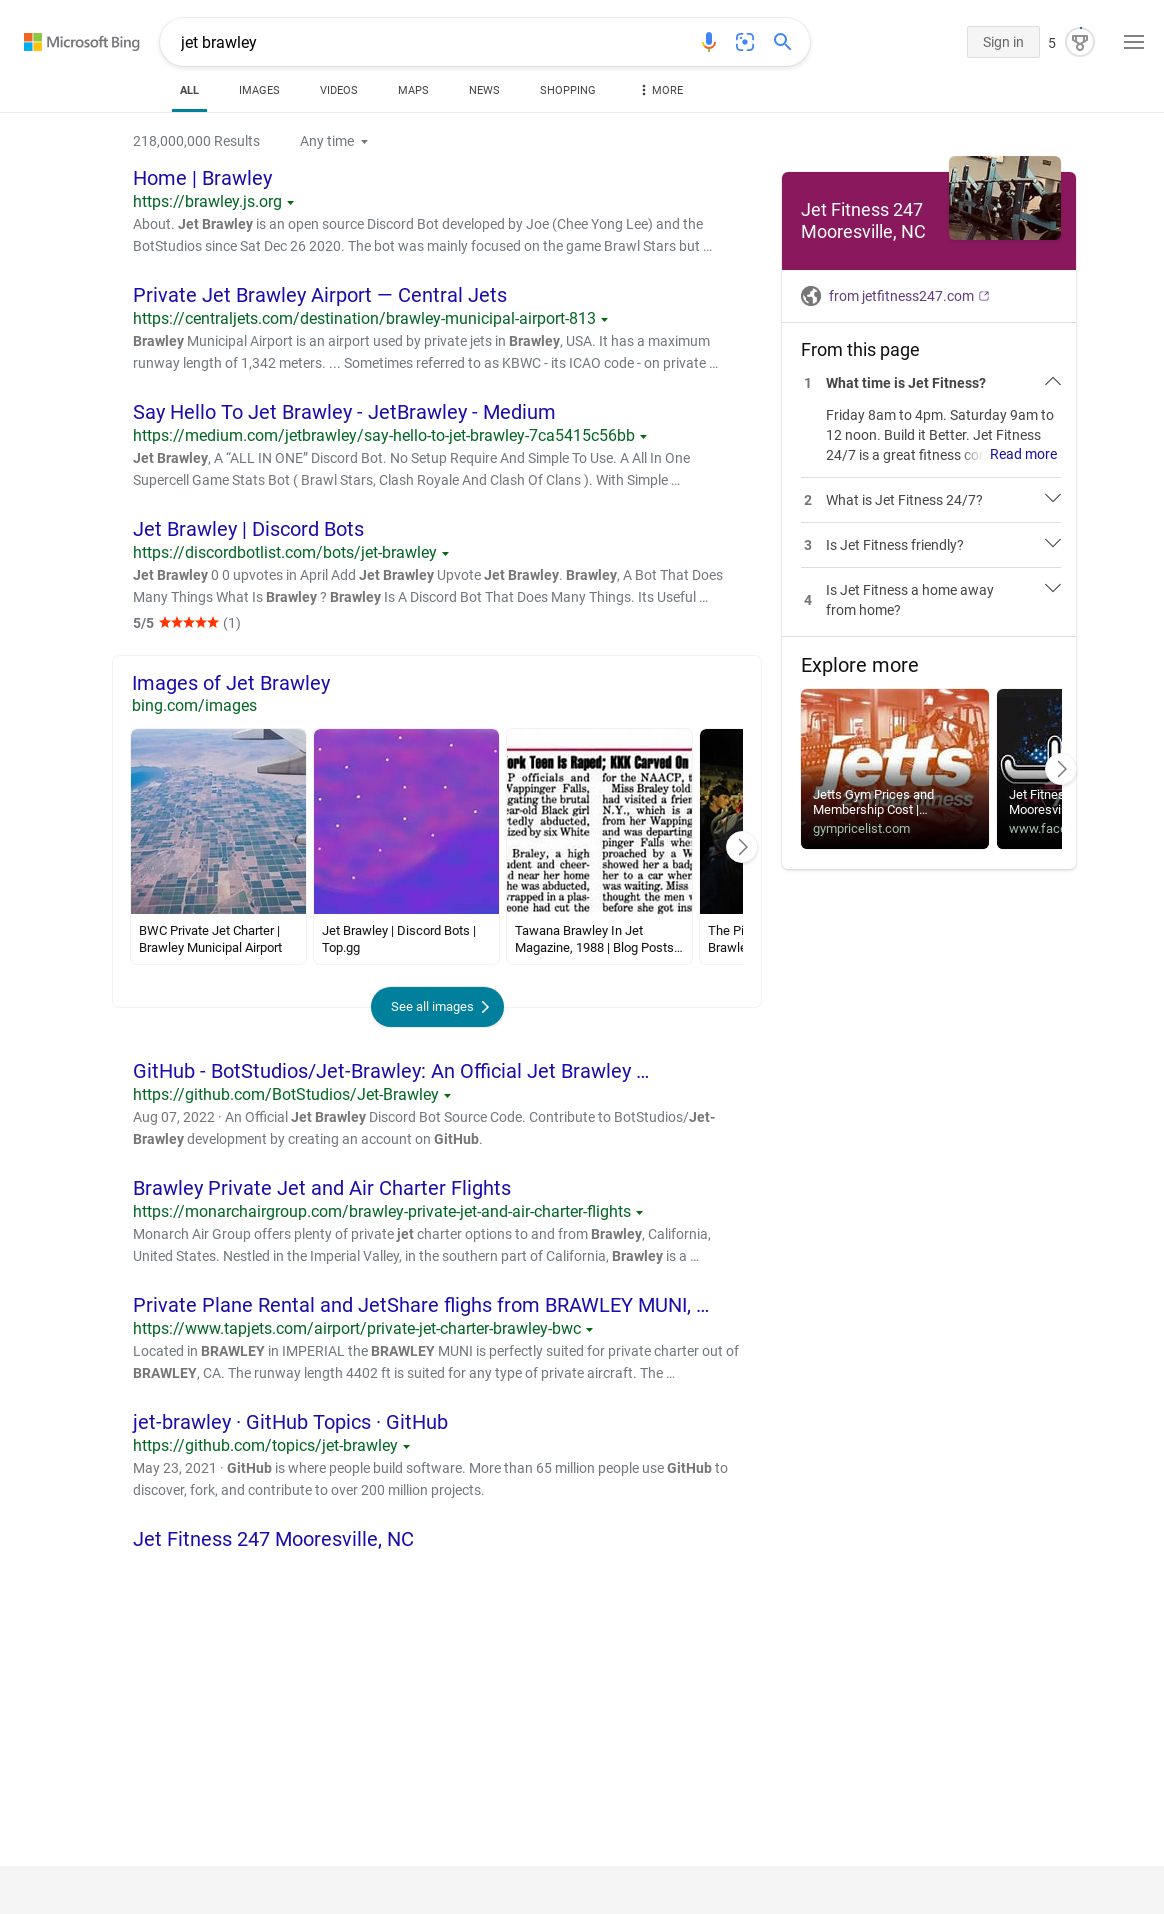 Microsoft Bing
jet brawley
Sign in
5
ALL
IMAGES
VIDEOS
MAPS
NEWS
SHOPPING
MORE
218,000,000 Results
Any time
Home | Brawley
https://brawley.js.org
About. Jet Brawley is an open source Discord Bot developed by Joe (Chee Yong Lee) and the
BotStudios since Sat Dec 26 2020. The bot was mainly focused on the game Brawl Stars but …
Private Jet Brawley Airport — Central Jets
https://centraljets.com/destination/brawley-municipal-airport-813
Brawley Municipal Airport is an airport used by private jets in Brawley, USA. It has a maximum
runway length of 1,342 meters. ... Sometimes referred to as KBWC - its ICAO code - on private …
Say Hello To Jet Brawley - JetBrawley - Medium
https://medium.com/jetbrawley/say-hello-to-jet-brawley-7ca5415c56bb
Jet Brawley, A “ALL IN ONE” Discord Bot. No Setup Require And Simple To Use. A All In One
Supercell Game Stats Bot ( Brawl Stars, Clash Royale And Clash Of Clans ). With Simple …
Jet Brawley | Discord Bots
https://discordbotlist.com/bots/jet-brawley
Jet Brawley 0 0 upvotes in April Add Jet Brawley Upvote Jet Brawley. Brawley, A Bot That Does
Many Things What Is Brawley ? Brawley Is A Discord Bot That Does Many Things. Its Useful …
5/5 ★★★★★ (1)
Images of Jet Brawley
bing.com/images
ork Teen Is Raped; KKK Carved On
P officials and
Wappinger Falls,
gating the brutal
ear-old Black girl
tedly abducted,
ized by six White
Braley, a high
udent and cheer-
d near her home
he was abducted,
wrapped in a plas-
eone had cut the
for the NAACP, t
Miss Braley told
had visited a frie
N.Y., which is a
from her Wapping
and was departing
pinger Falls whe
proached by a W
showed her a bad
her to a car when
was waiting. Miss
thought the men w
before she got ins
BWC Private Jet Charter |
Brawley Municipal Airport
Jet Brawley | Discord Bots |
Top.gg
Tawana Brawley In Jet
Magazine, 1988 | Blog Posts...
The Pi
Brawle
See all images
GitHub - BotStudios/Jet-Brawley: An Official Jet Brawley …
https://github.com/BotStudios/Jet-Brawley
Aug 07, 2022 · An Official Jet Brawley Discord Bot Source Code. Contribute to BotStudios/Jet-
Brawley development by creating an account on GitHub.
Brawley Private Jet and Air Charter Flights
https://monarchairgroup.com/brawley-private-jet-and-air-charter-flights
Monarch Air Group offers plenty of private jet charter options to and from Brawley, California,
United States. Nestled in the Imperial Valley, in the southern part of California, Brawley is a …
Private Plane Rental and JetShare flighs from BRAWLEY MUNI, …
https://www.tapjets.com/airport/private-jet-charter-brawley-bwc
Located in BRAWLEY in IMPERIAL the BRAWLEY MUNI is perfectly suited for private charter out of
BRAWLEY, CA. The runway length 4402 ft is suited for any type of private aircraft. The …
jet-brawley · GitHub Topics · GitHub
https://github.com/topics/jet-brawley
May 23, 2021 · GitHub is where people build software. More than 65 million people use GitHub to
discover, fork, and contribute to over 200 million projects.
Jet Fitness 247 Mooresville, NC
Jet Fitness 247
Mooresville, NC
from jetfitness247.com
From this page
1 What time is Jet Fitness?
Friday 8am to 4pm. Saturday 9am to
12 noon. Build it Better. Jet Fitness
24/7 is a great fitness co Read more
2 What is Jet Fitness 24/7?
3 Is Jet Fitness friendly?
4 Is Jet Fitness a home away
from home?
Explore more
jetts
fitness
Jetts Gym Prices and
Membership Cost |...
gympricelist.com
Jet Fitnes
Mooresvi
www.fac